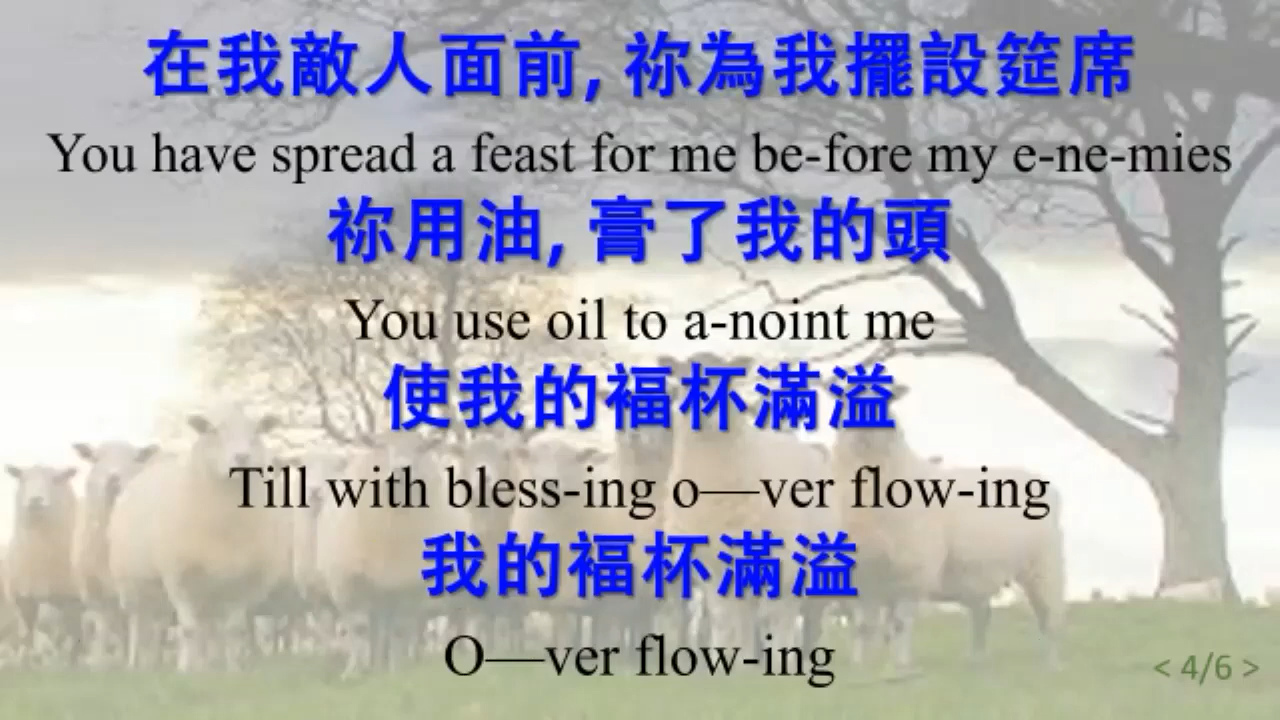 在我敵人面前, 祢為我擺設筵席
You have spread a feast for me be-fore my e-ne-mies
祢用油, 膏了我的頭
You use oil to a-noint me
使我的褔杯滿溢
Till with bless-ing o—ver flow-ing
我的褔杯滿溢
O—ver flow-ing
< 4/6 >